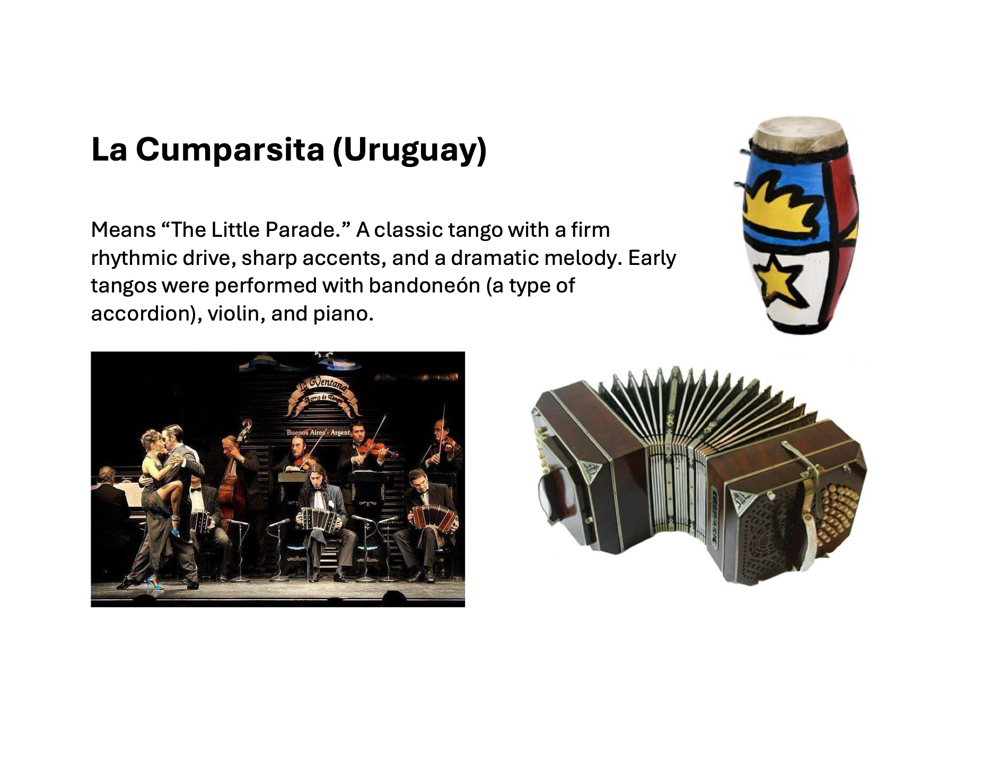 La Cumparsita (Uruguay)
Means “The Little Parade.” A classic tango with a firm
rhythmic drive, sharp accents, and a dramatic melody. Early
tangos were performed with bandoneón (a type of
accordion), violin, and piano.
La Ventana
Barrio de Tango
Buenos Aires - Argent